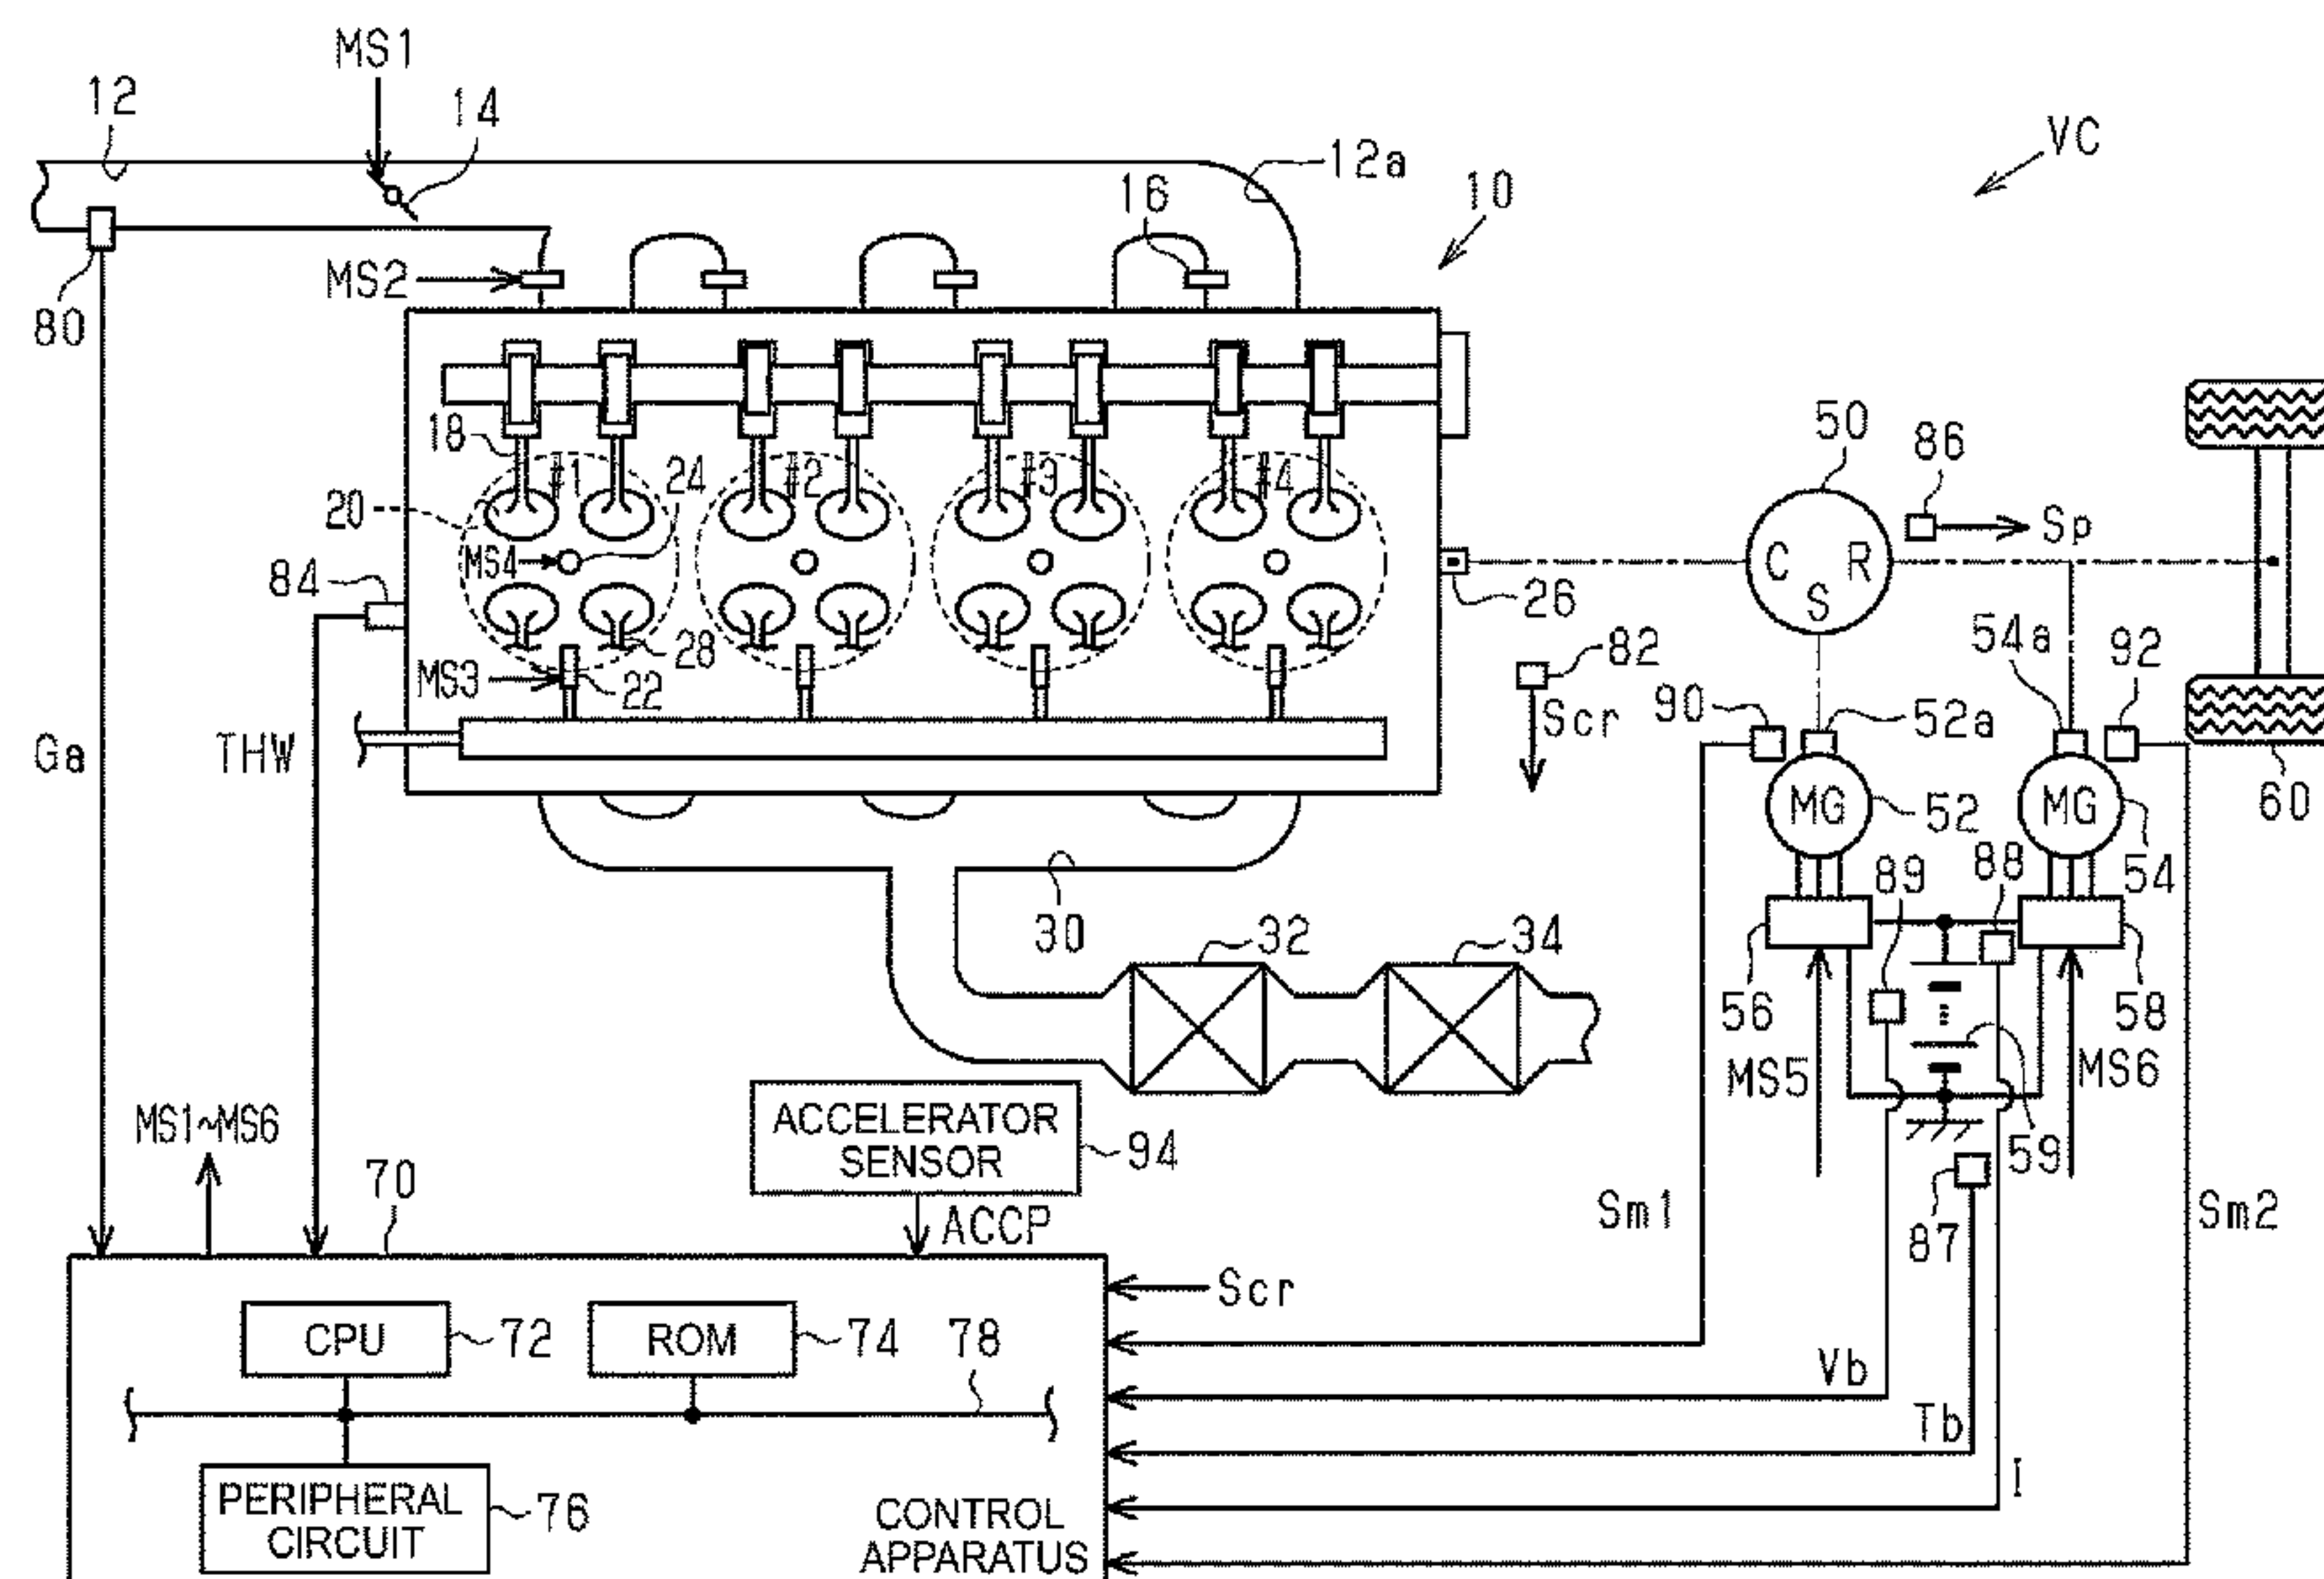 MS1
12
14
VC
12a
16
10
MS2
80
50
86
18
#1
24
#2
#3
#4
20
C
R
Sp
MS4
84
26
S
54a
92
28
82
MS3
22
90
52a
Scr
Ga
THW
60
MG
52
MG
89
88
54
30
32
34
56
58
MS5
MS6
ACCELERATOR
SENSOR
94
MS1~MS6
59
70
Sm1
Sm2
ACCP
87
Scr
CPU
72
ROM
74
78
Vb
Tb
I
PERIPHERAL
CIRCUIT
76
CONTROL
APPARATUS